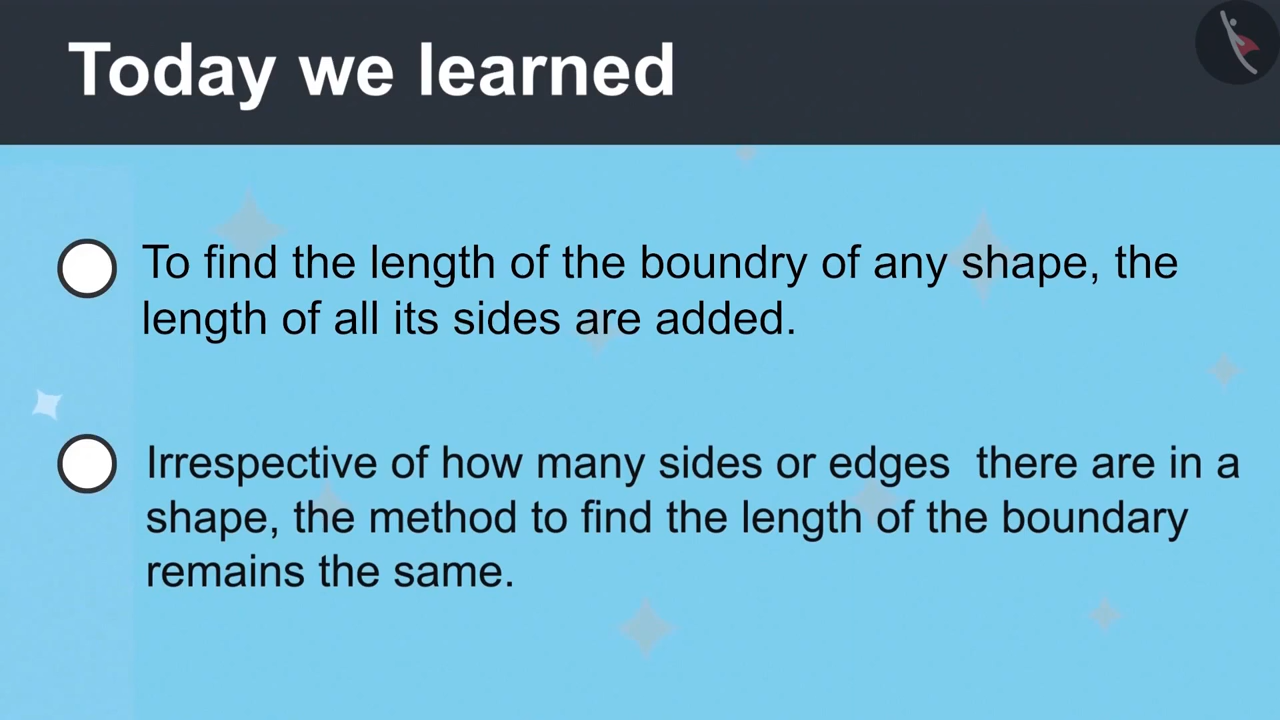 Today we learned
To find the length of the boundry of any shape, the
length of all its sides are added.
Irrespective of how many sides or edges  there are in a
shape, the method to find the length of the boundary
remains the same.